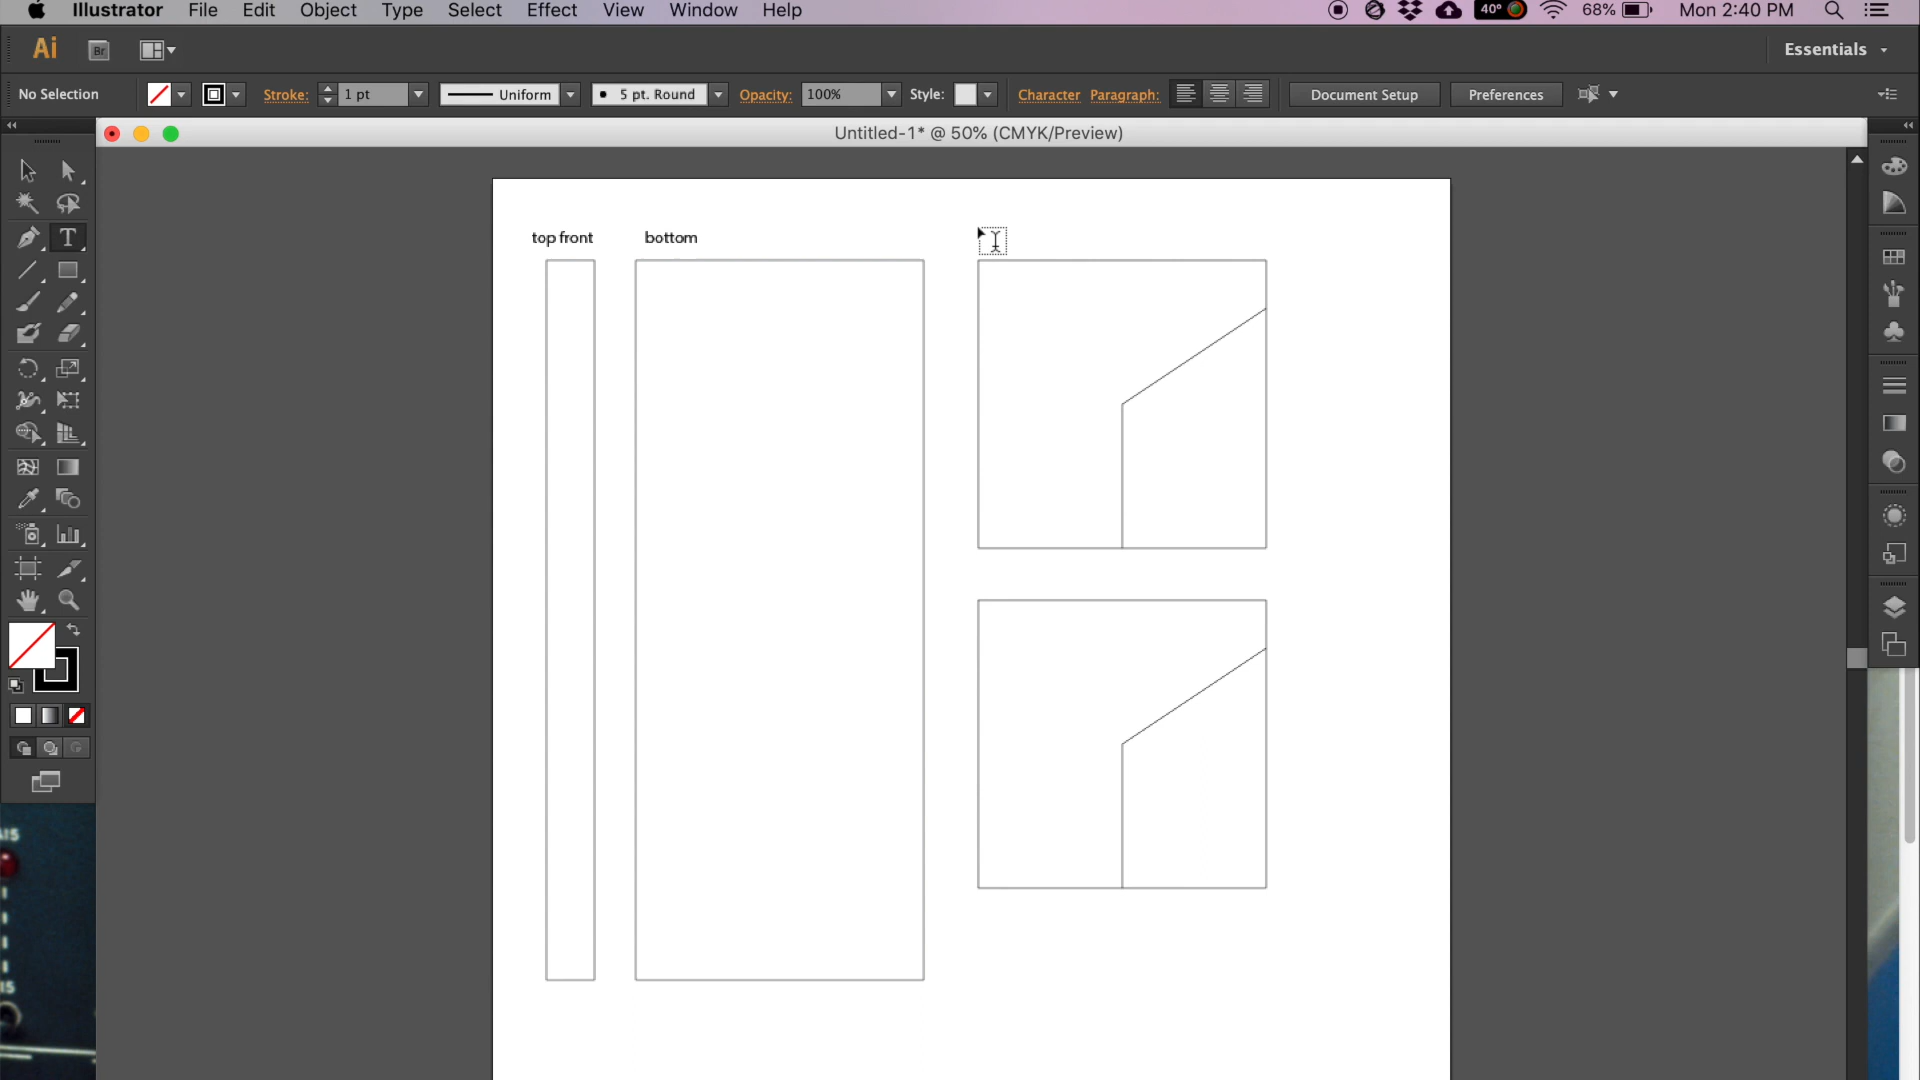 Illustrator File Edit Object Type Select Effect View Window Help 40° 68% Mon 2:40 PM
Ai Br Essentials
No Selection Stroke: 1 pt Uniform 5 pt. Round Opacity: 100% Style: Character Paragraph: Document Setup Preferences
Untitled-1* @ 50% (CMYK/Preview)
top front bottom
T